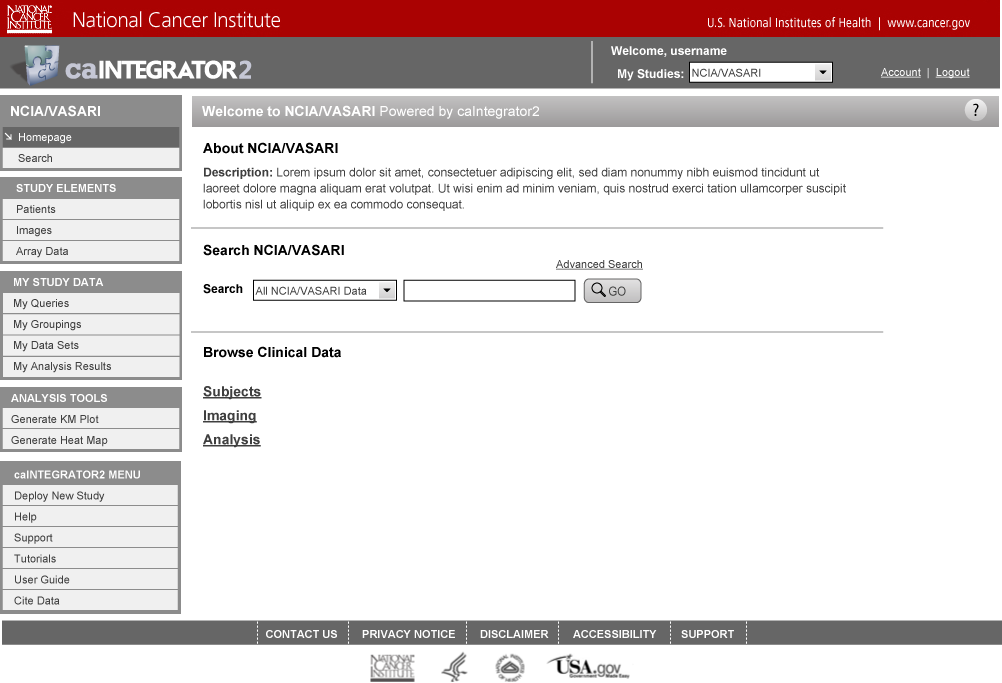 NATIONAL CANCER INSTITUTE
National Cancer Institute
U.S. National Institutes of Health | www.cancer.gov
caINTEGRATOR2
Welcome, username
My Studies: NCIA/VASARI
Account | Logout
NCIA/VASARI
Homepage
Search
STUDY ELEMENTS
Patients
Images
Array Data
MY STUDY DATA
My Queries
My Groupings
My Data Sets
My Analysis Results
ANALYSIS TOOLS
Generate KM Plot
Generate Heat Map
caINTEGRATOR2 MENU
Deploy New Study
Help
Support
Tutorials
User Guide
Cite Data
Welcome to NCIA/VASARI Powered by caIntegrator2
?
About NCIA/VASARI
Description: Lorem ipsum dolor sit amet, consectetuer adipiscing elit, sed diam nonummy nibh euismod tincidunt ut
laoreet dolore magna aliquam erat volutpat. Ut wisi enim ad minim veniam, quis nostrud exerci tation ullamcorper suscipit
lobortis nisl ut aliquip ex ea commodo consequat.
Search NCIA/VASARI
Advanced Search
Search All NCIA/VASARI Data GO
Browse Clinical Data
Subjects
Imaging
Analysis
CONTACT US PRIVACY NOTICE DISCLAIMER ACCESSIBILITY SUPPORT
NATIONAL CANCER INSTITUTE
USA.gov
Government Made Easy